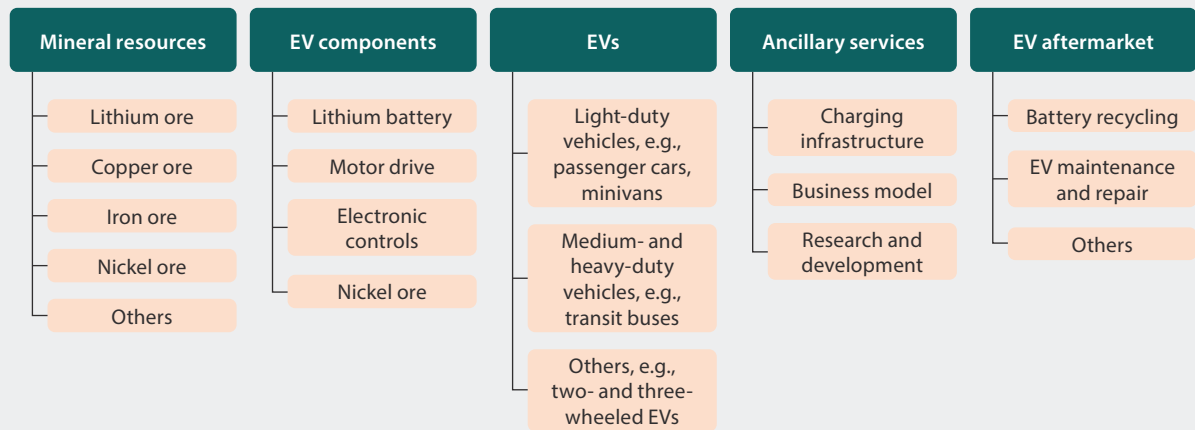 Mineral resources
Lithium ore
Copper ore
Iron ore
Nickel ore
Others
EV components
Lithium battery
Motor drive
Electronic
controls
Nickel ore
EVs
Light-duty
vehicles, e.g.,
passenger cars,
minivans
Medium- and
heavy-duty
vehicles, e.g.,
transit buses
Others, e.g.,
two- and three-
wheeled EVs
Ancillary services
Charging
infrastructure
Business model
Research and
development
EV aftermarket
Battery recycling
EV maintenance
and repair
Others